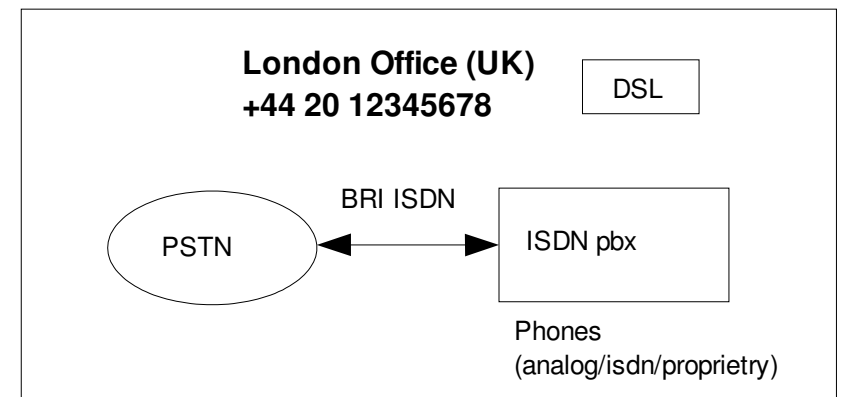 London Office (UK)
+44 20 12345678
DSL
BRI ISDN
PSTN
ISDN pbx
Phones
(analog/isdn/proprietry)